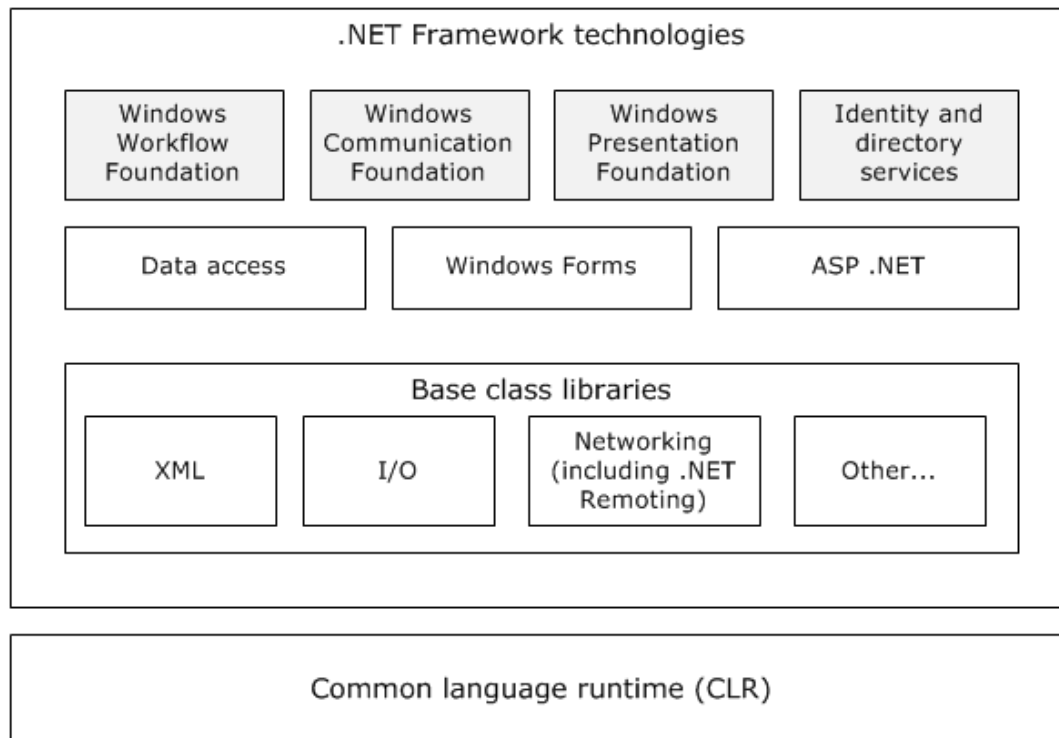 .NET Framework technologies
Windows
Workflow
Foundation
Windows
Communication
Foundation
Windows
Presentation
Foundation
Identity and
directory
services
Data access
Windows Forms
ASP .NET
Base class libraries
XML
I/O
Networking
(including .NET
Remoting)
Other...
Common language runtime (CLR)